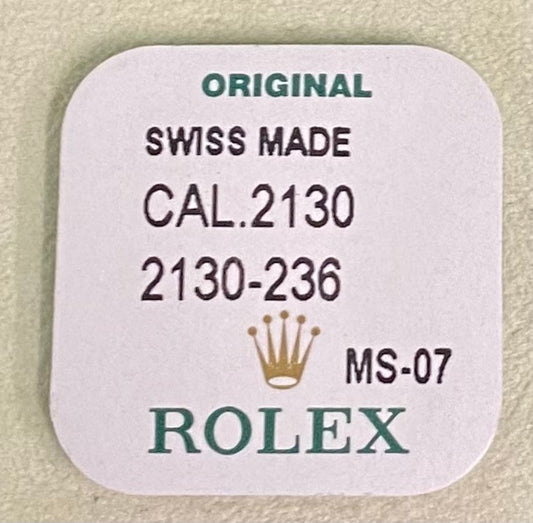 ORIGINAL
SWISS MADE
CAL.2130
2130-236
MS-07
ROLEX